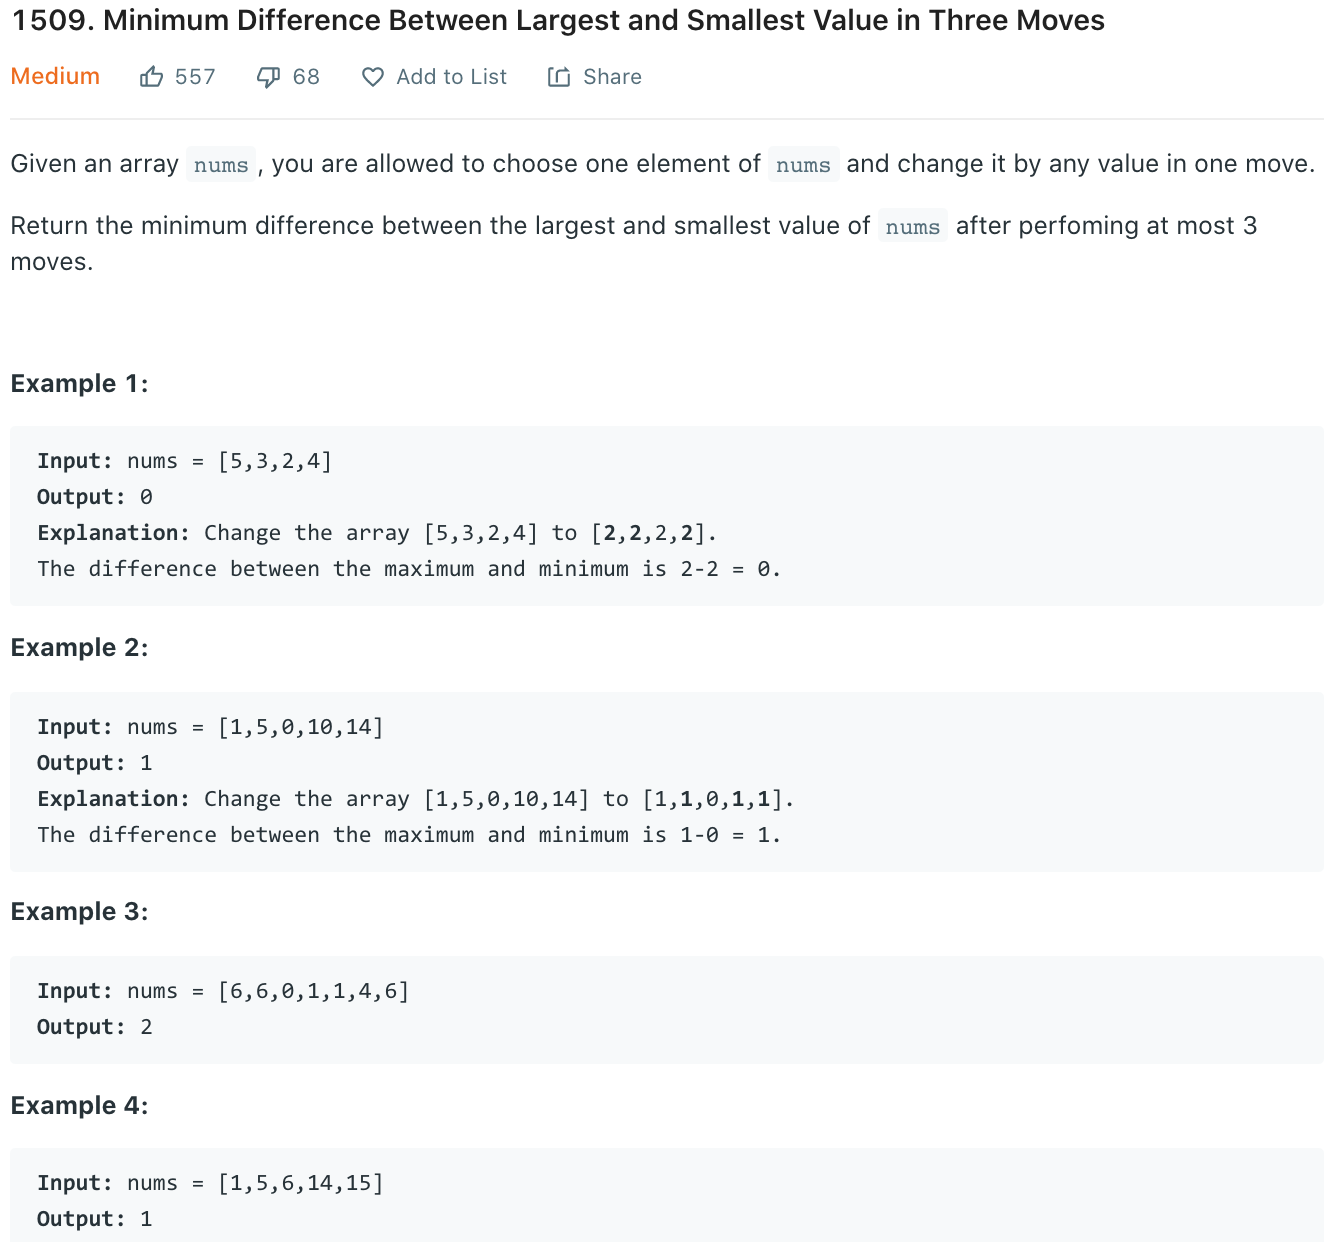 1509. Minimum Difference Between Largest and Smallest Value in Three Moves
Medium 557 68 Add to List Share
Given an array nums, you are allowed to choose one element of nums and change it by any value in one move.
Return the minimum difference between the largest and smallest value of nums after perfoming at most 3
moves.
Example 1:
Input: nums = [5,3,2,4]
Output: 0
Explanation: Change the array [5,3,2,4] to [2,2,2,2].
The difference between the maximum and minimum is 2-2 = 0.
Example 2:
Input: nums = [1,5,0,10,14]
Output: 1
Explanation: Change the array [1,5,0,10,14] to [1,1,0,1,1].
The difference between the maximum and minimum is 1-0 = 1.
Example 3:
Input: nums = [6,6,0,1,1,4,6]
Output: 2
Example 4:
Input: nums = [1,5,6,14,15]
Output: 1